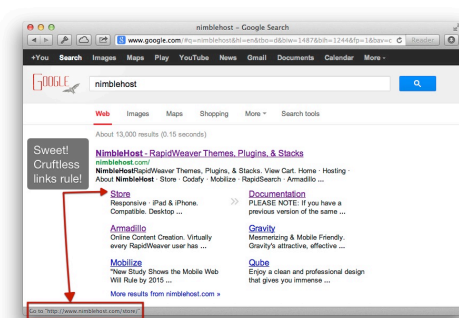 nimblehost - Google Search
www.google.com/#q=nimblehost&hl=en&tbo=d&biw=1487&bih=1244&fp=1&bav=c
Reader
+You Search Images Maps Play YouTube News Gmail Documents Calendar More
GOOGLE
nimblehost
Web Images Maps Shopping More Search tools
About 13,000 results (0.15 seconds)
NimbleHost - RapidWeaver Themes, Plugins, & Stacks
nimblehost.com/
NimbleHostRapidWeaver Themes, Plugins, & Stacks. View Cart. Home · Hosting ·
About NimbleHost · Store · Codafy · Mobilize · RapidSearch · Armadillo ...
Sweet!
Cruftless
links rule!
Store
Responsive · iPad & iPhone.
Compatible. Desktop ...
Documentation
PLEASE NOTE: If you have a
previous version of the same ...
Armadillo
Online Content Creation. Virtually
every RapidWeaver user has ...
Gravity
Mesmerizing & Mobile Friendly.
Gravity's attractive, effective ...
Mobilize
"New Study Shows the Mobile Web
Will Rule by 2015 ...
Qube
Enjoy a clean and professional design
that gives you immense ...
More results from nimblehost.com »
Go to "http://www.nimblehost.com/store/"